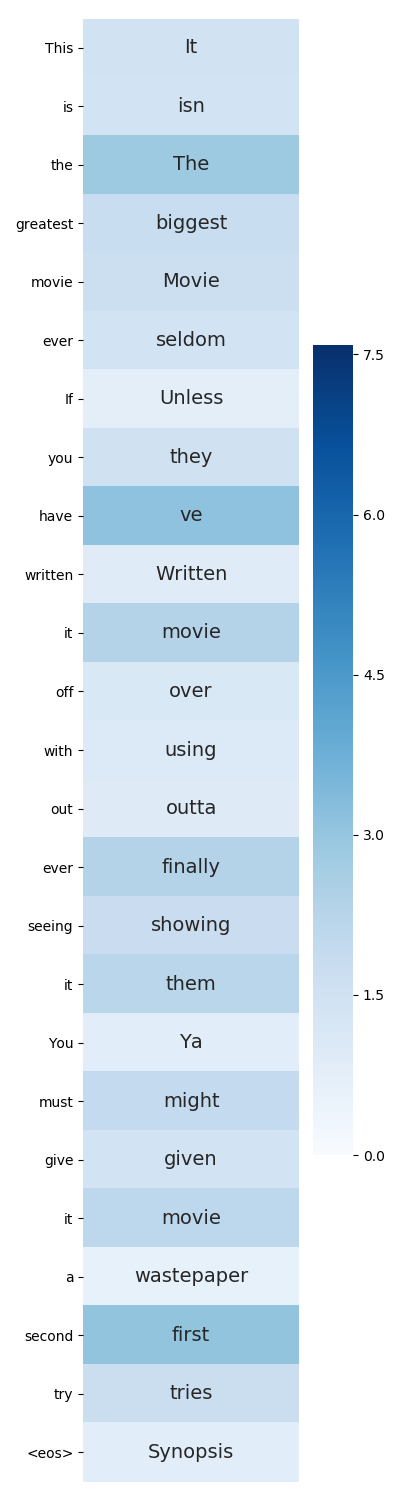 This It
is isn
the The
greatest biggest
movie Movie
ever seldom
If Unless
7.5
you they
have ve
6.0
written Written
it movie
4.5
off over
with using
out outta
3.0
ever finally
seeing showing
it them
1.5
You Ya
must might
give given
0.0
it movie
a wastepaper
second first
try tries
<eos> Synopsis